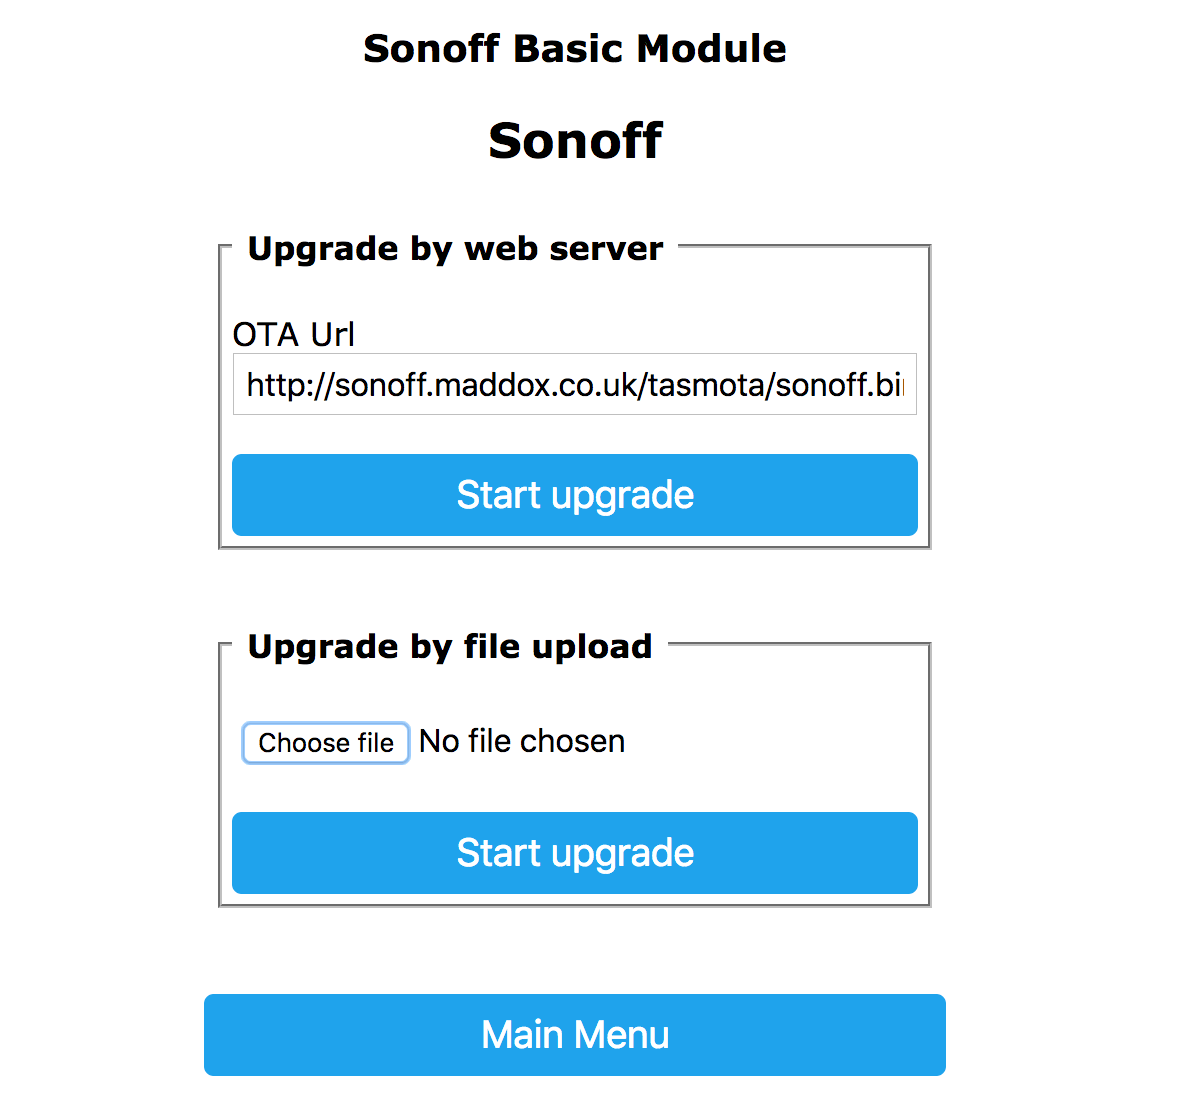 Sonoff Basic Module
Sonoff
Upgrade by web server
OTA Url
http://sonoff.maddox.co.uk/tasmota/sonoff.bi
Start upgrade
Upgrade by file upload
Choose file No file chosen
Start upgrade
Main Menu